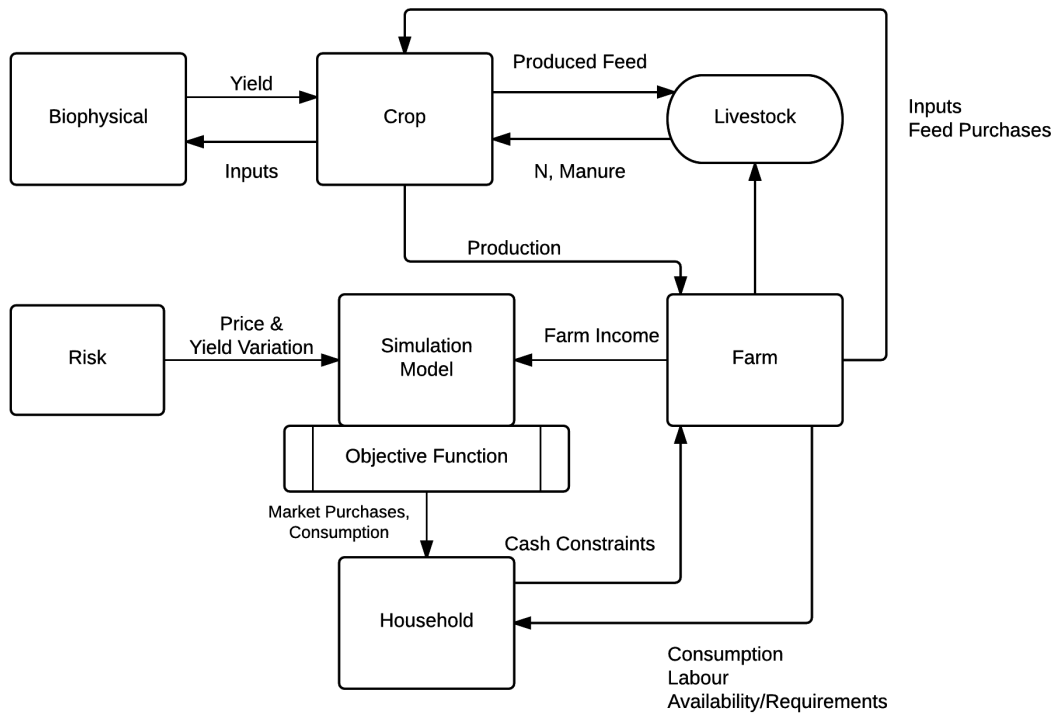 Produced Feed
Yield
Biophysical
Crop
Livestock
Inputs
Feed Purchases
Inputs
N, Manure
Production
Price &
Yield Variation
Risk
Simulation
Model
Farm Income
Farm
Objective Function
Market Purchases,
Consumption
Cash Constraints
Household
Consumption
Labour
Availability/Requirements